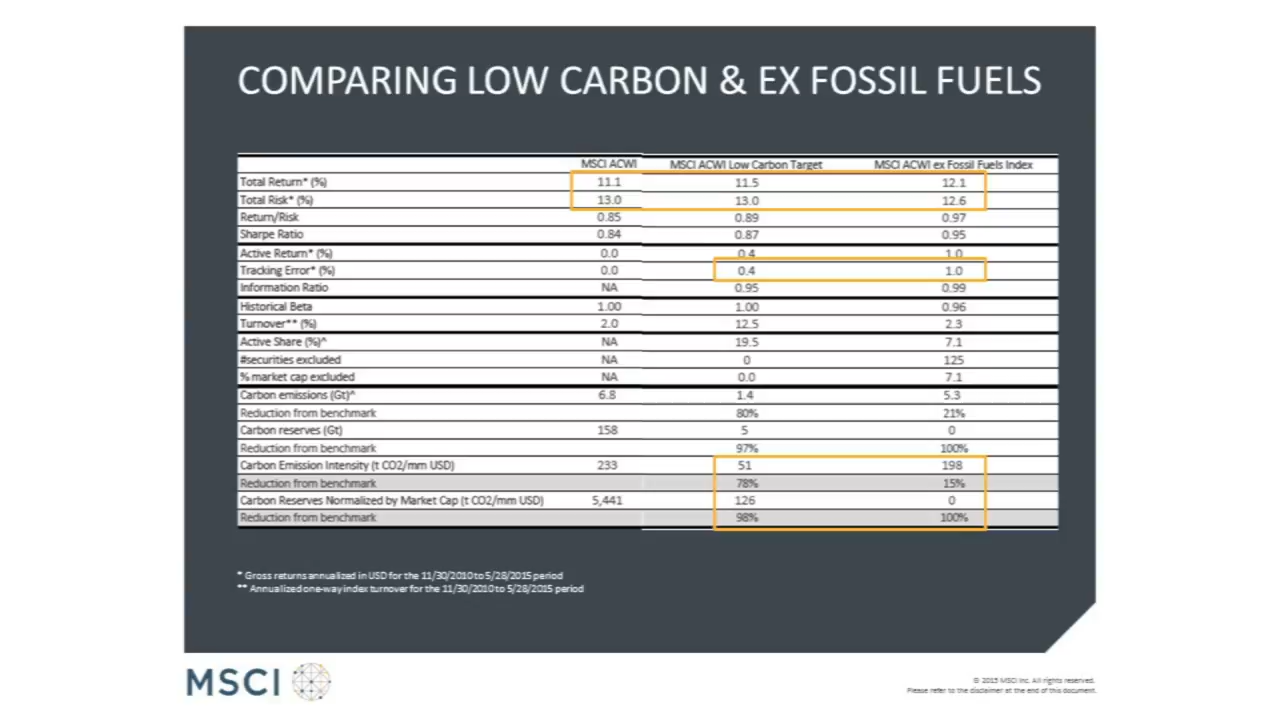 COMPARING LOW CARBON & EX FOSSIL FUELS
MSCI ACWI MSCI ACWI Low Carbon Target MSCI ACWI ex Fossil Fuels Index
Total Return* (%) 11.1 11.5 12.1
Total Risk* (%) 13.0 13.0 12.6
Return/Risk 0.85 0.89 0.97
Sharpe Ratio 0.84 0.87 0.95
Active Return* (%) 0.0 0.4 1.0
Tracking Error* (%) 0.0 0.4 1.0
Information Ratio NA 0.95 0.99
Historical Beta 1.00 1.00 0.96
Turnover** (%) 2.0 12.5 2.3
Active Share (%)^ NA 19.5 7.1
#securities excluded NA 0 125
% market cap excluded NA 0.0 7.1
Carbon emissions (Gt)^ 6.8 1.4 5.3
Reduction from benchmark 80% 21%
Carbon reserves (Gt) 158 5 0
Reduction from benchmark 97% 100%
Carbon Emission Intensity (t CO2/mm USD) 233 51 198
Reduction from benchmark 78% 15%
Carbon Reserves Normalized by Market Cap (t CO2/mm USD) 5,441 126 0
Reduction from benchmark 98% 100%
* Gross returns annualized in USD for the 11/30/2010 to 5/28/2015 period
** Annualized one-way index turnover for the 11/30/2010 to 5/28/2015 period
MSCI
© 2015 MSCI Inc. All rights reserved.
Please refer to the disclaimer at the end of this document.